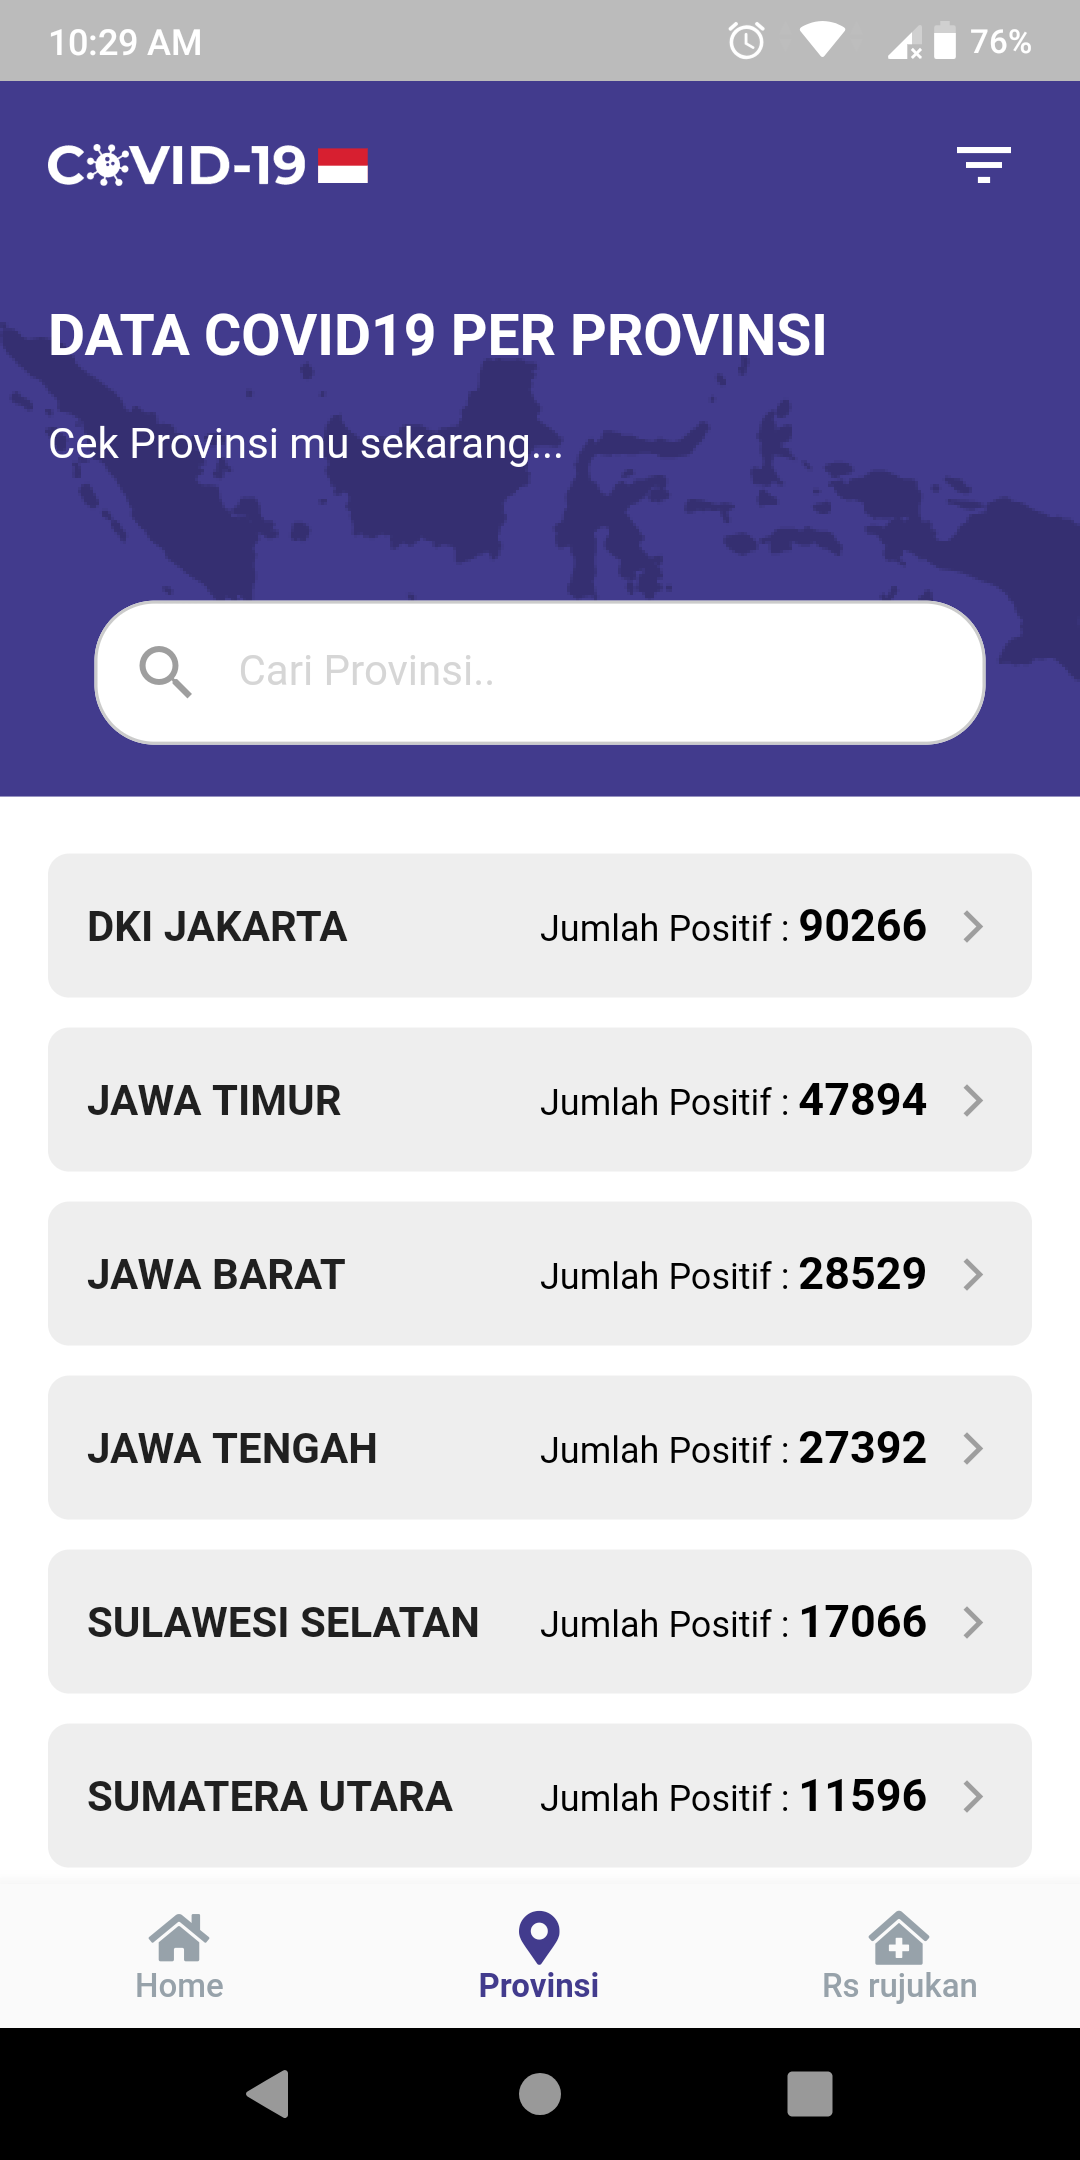 10:29 AM 76%
COVID-19
DATA COVID19 PER PROVINSI
Cek Provinsi mu sekarang...
Cari Provinsi..
DKI JAKARTA Jumlah Positif : 90266
JAWA TIMUR Jumlah Positif : 47894
JAWA BARAT Jumlah Positif : 28529
JAWA TENGAH Jumlah Positif : 27392
SULAWESI SELATAN Jumlah Positif : 17066
SUMATERA UTARA Jumlah Positif : 11596
Home Provinsi Rs rujukan